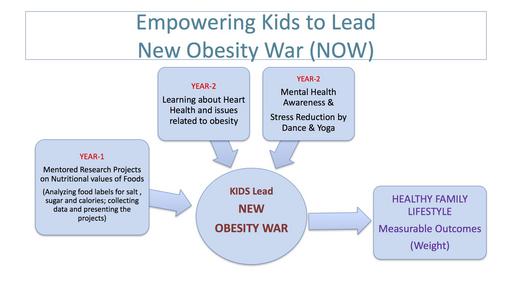 Empowering Kids to Lead
New Obesity War (NOW)
YEAR-2
Learning about Heart
Health and issues
related to obesity
YEAR-2
Mental Health
Awareness &
Stress Reduction by
Dance & Yoga
YEAR-1
Mentored Research Projects
on Nutritional values of Foods
(Analyzing food labels for salt ,
sugar and calories; collecting
data and presenting the
projects)
KIDS Lead
NEW
OBESITY WAR
HEALTHY FAMILY
LIFESTYLE
Measurable Outcomes
(Weight)